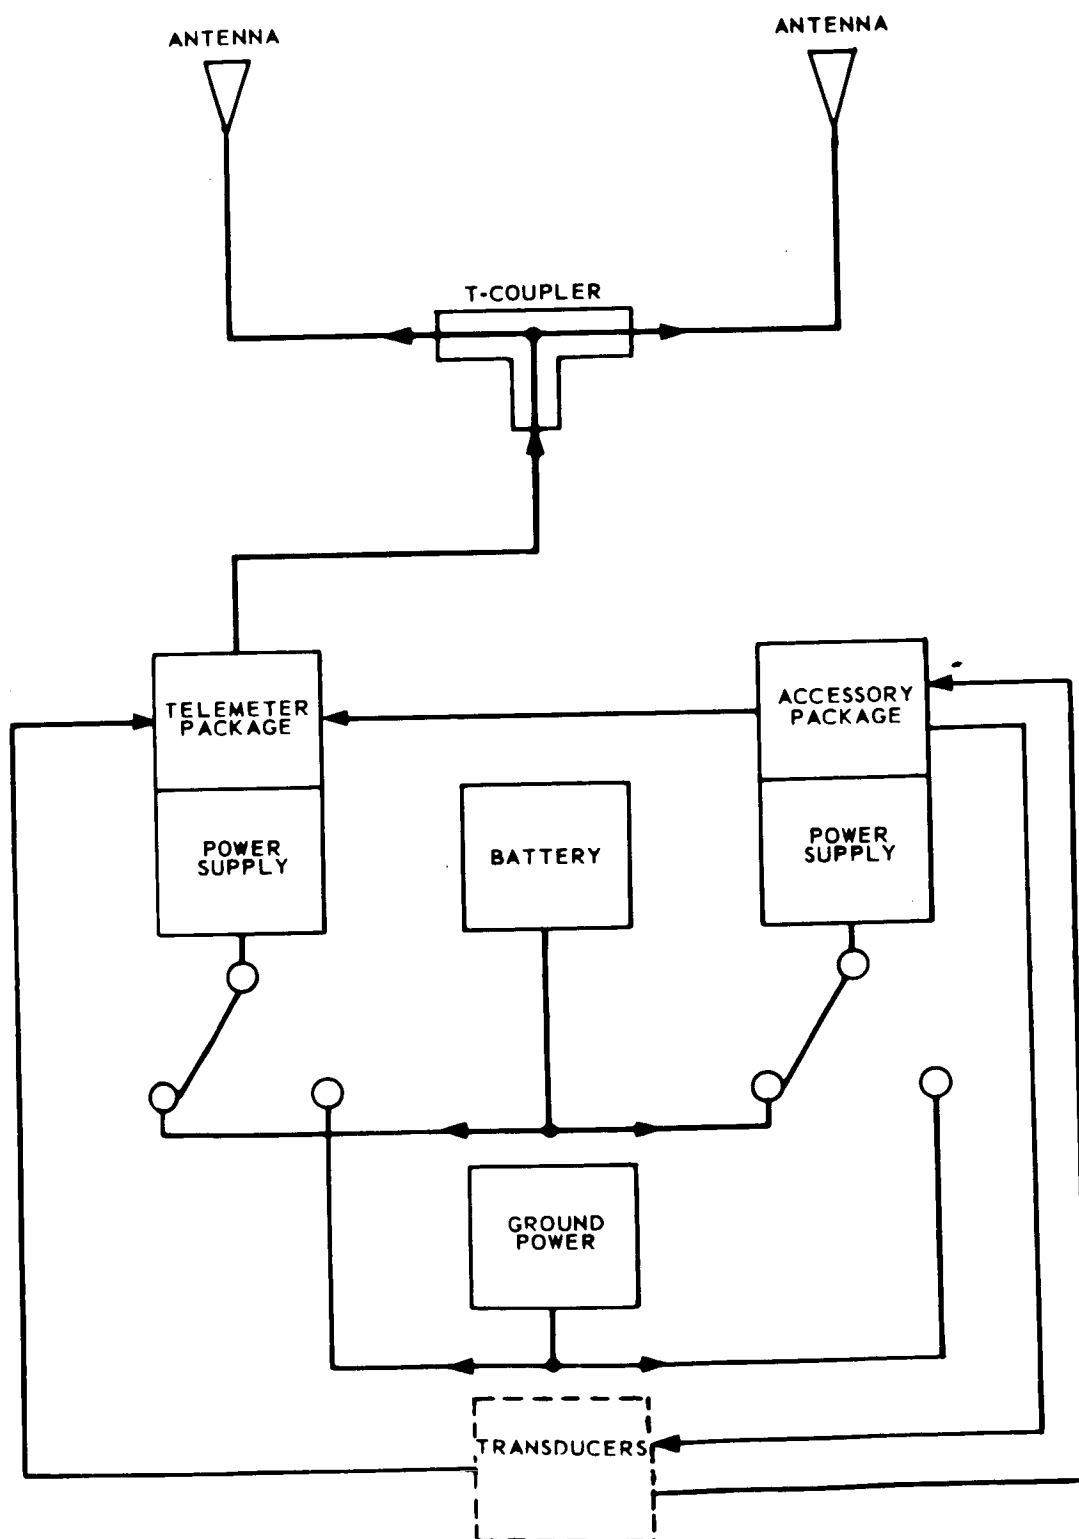 ANTENNA
ANTENNA
T-COUPLER
TELEMETER
PACKAGE
ACCESSORY
PACKAGE
POWER
SUPPLY
BATTERY
POWER
SUPPLY
GROUND
POWER
TRANSDUCERS